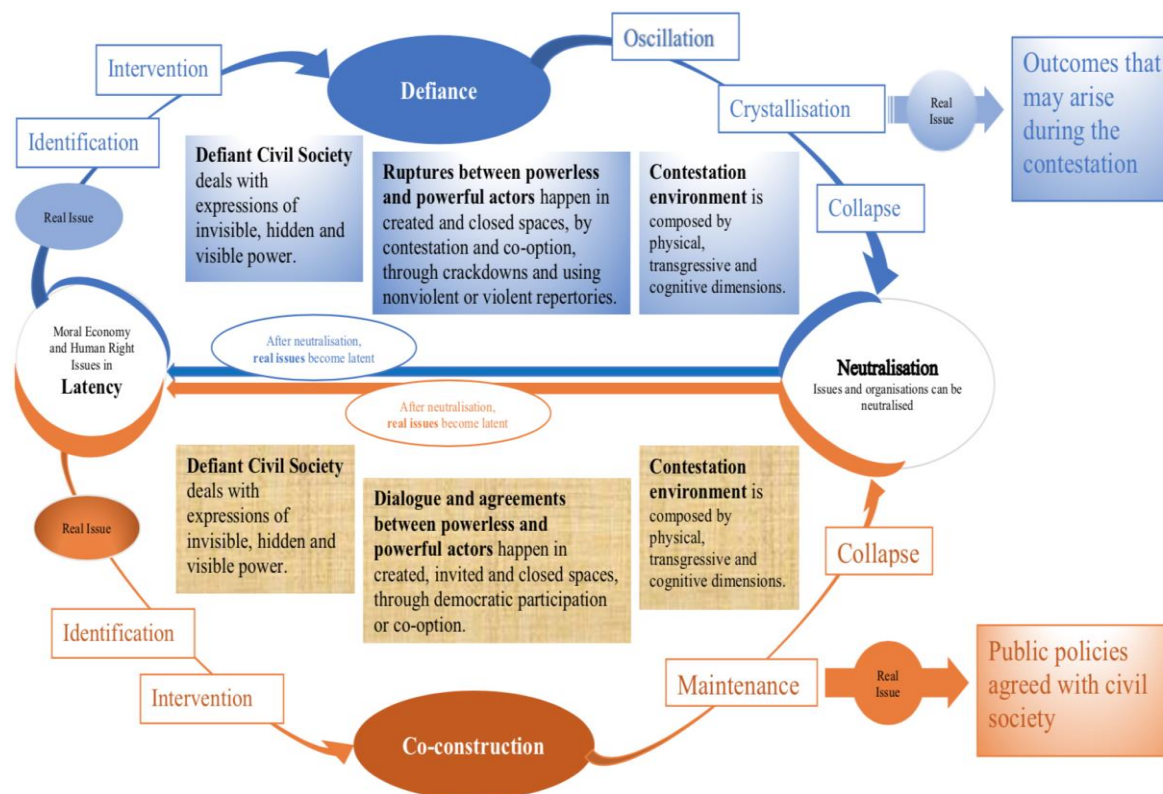 Oscillation
Intervention
Defiance
Crystallisation
Real
Issue
Outcomes that
may arise
during the
contestation
Identification
Defiant Civil Society
deals with
expressions of
invisible, hidden and
visible power.
Ruptures between powerless
and powerful actors happen in
created and closed spaces, by
contestation and co-option,
through crackdowns and using
nonviolent or violent repertories.
Contestation
environment is
composed by
physical,
transgressive and
cognitive dimensions.
Collapse
Real Issue
Moral Economy
and Human Right
Issues in
Latency
After neutralisation,
real issues become latent
Neutralisation
Issues and organisations can be
neutralised
After neutralisation,
real issues become latent
Defiant Civil Society
deals with
expressions of
invisible, hidden and
visible power.
Dialogue and agreements
between powerless and
powerful actors happen in
created, invited and closed spaces,
through democratic participation
or co-option.
Contestation
environment is
composed by
physical,
transgressive and
cognitive dimensions.
Real Issue
Collapse
Identification
Intervention
Maintenance
Real
Issue
Public policies
agreed with civil
society
Co-construction